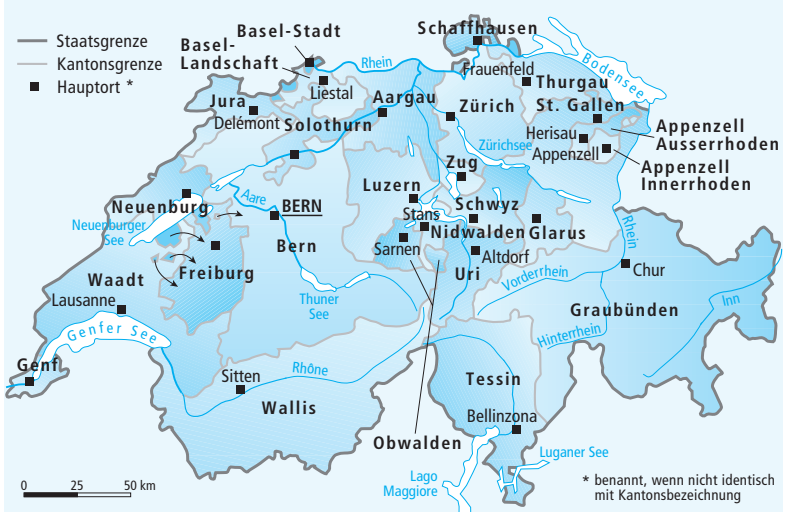 Staatsgrenze
Kantonsgrenze
Hauptort *
Basel-Stadt
Basel-
Landschaft
Rhein
Liestal
Schaffhausen
Bodensee
Frauenfeld
Thurgau
St. Gallen
Herisau
Appenzell
Appenzell
Ausserrhoden
Appenzell
Innerrhoden
Jura
Delémont
Solothurn
Aargau
Zürich
Zürichsee
Zug
Luzern
Schwyz
Stans
Nidwalden
Glarus
Sarnen
Altdorf
Uri
Neuenburg
Neuenburger
See
Aare
BERN
Bern
Freiburg
Waadt
Lausanne
Genfer See
Genf
Thuner
See
Rhein
Vorderrhein
Chur
Graubünden
Inn
Hinterrhein
Sitten
Rhône
Wallis
Tessin
Bellinzona
Obwalden
Luganer See
Lago
Maggiore
0 25 50 km
* benannt, wenn nicht identisch
mit Kantonsbezeichnung